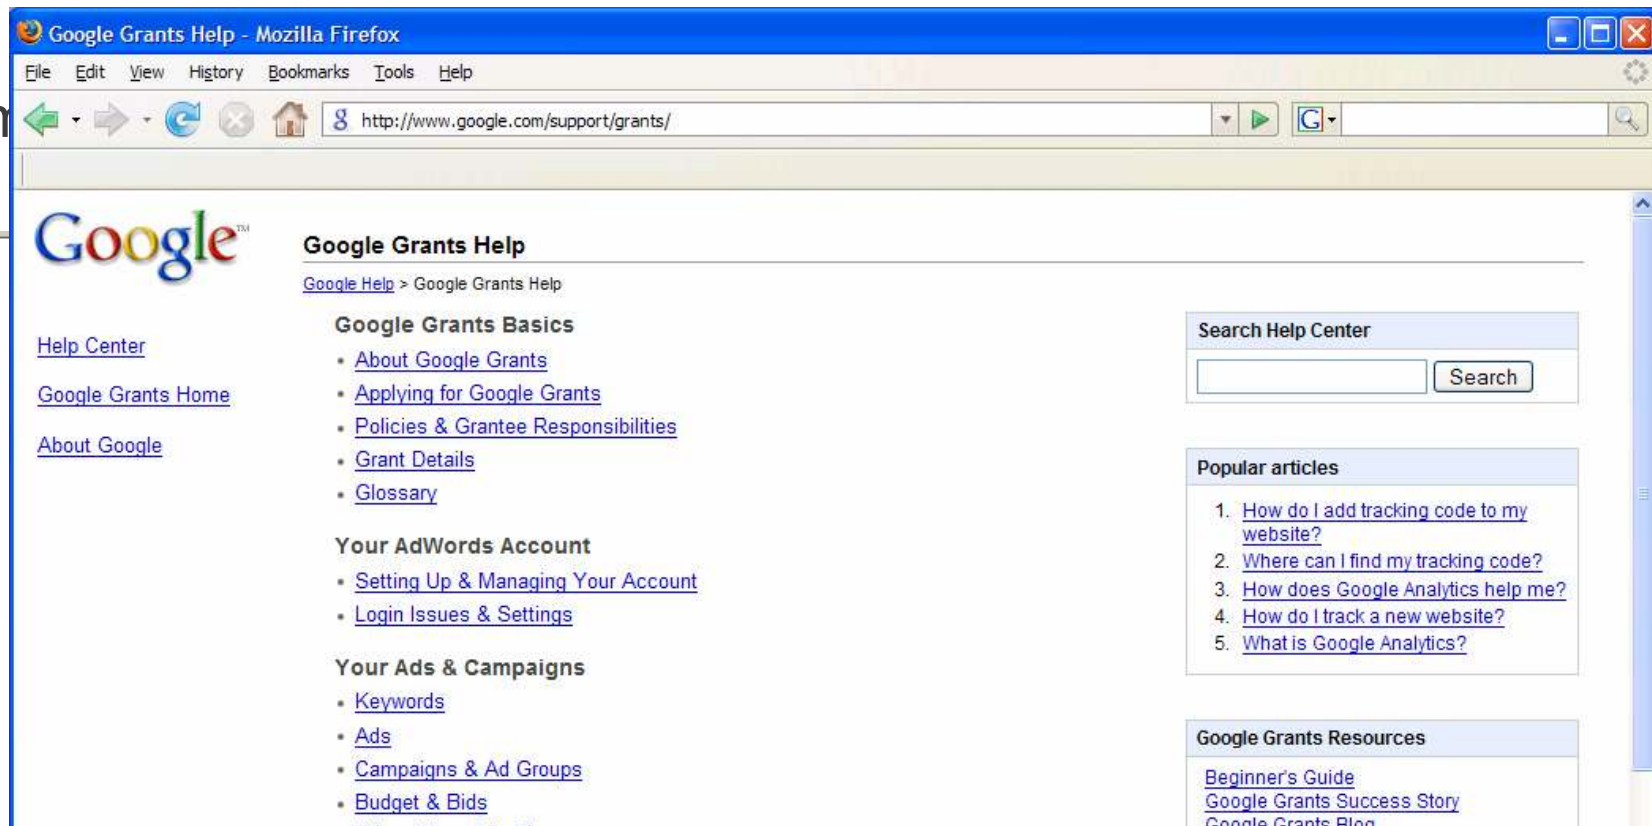 Google Grants Help - Mozilla Firefox
File Edit View History Bookmarks Tools Help
http://www.google.com/support/grants/
Google™
Google Grants Help
Google Help > Google Grants Help
Help Center
Google Grants Home
About Google
Google Grants Basics
About Google Grants
Applying for Google Grants
Policies & Grantee Responsibilities
Grant Details
Glossary
Your AdWords Account
Setting Up & Managing Your Account
Login Issues & Settings
Your Ads & Campaigns
Keywords
Ads
Campaigns & Ad Groups
Budget & Bids
Search Help Center
Search
Popular articles
1. How do I add tracking code to my
website?
2. Where can I find my tracking code?
3. How does Google Analytics help me?
4. How do I track a new website?
5. What is Google Analytics?
Google Grants Resources
Beginner's Guide
Google Grants Success Story
Google Grants Blog